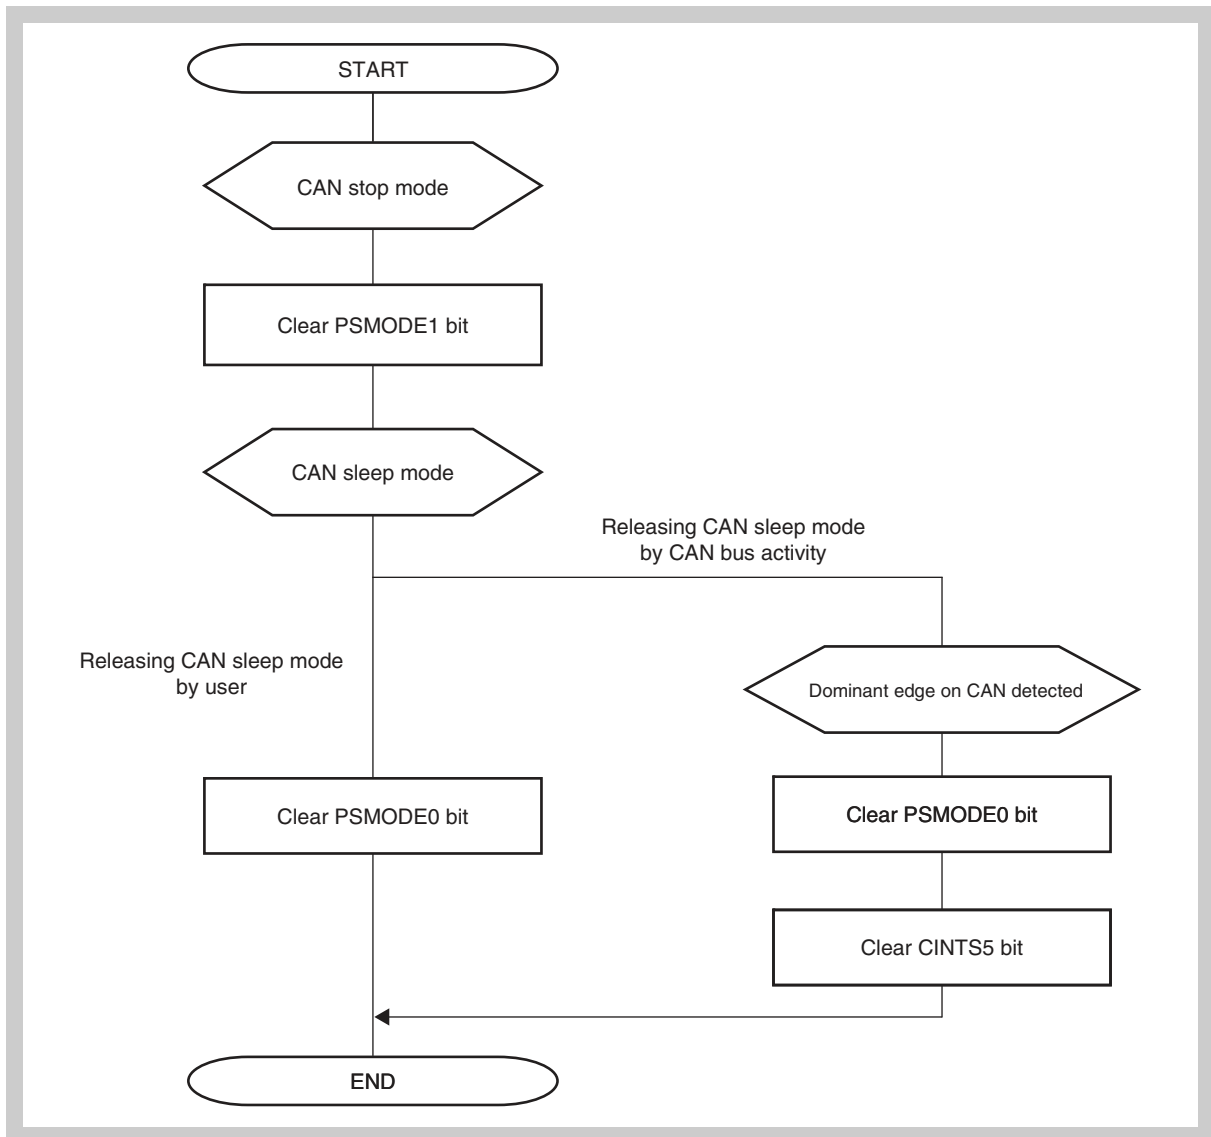 START
CAN stop mode
Clear PSMODE1 bit
CAN sleep mode
Releasing CAN sleep mode
by CAN bus activity
Releasing CAN sleep mode
by user
Dominant edge on CAN detected
Clear PSMODE0 bit
Clear PSMODE0 bit
Clear CINTS5 bit
END